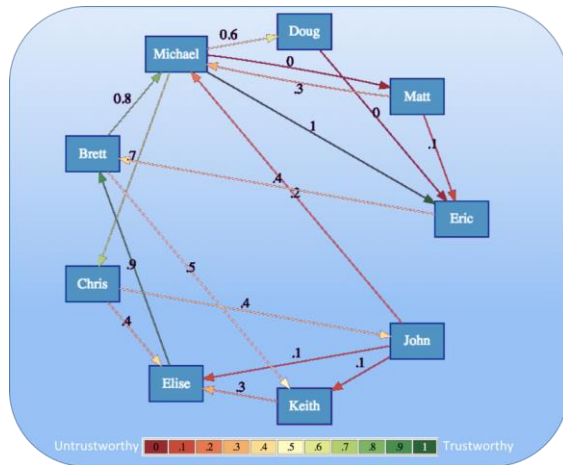 Doug
0.6
Michael
0
.3
Matt
0.8
1
0
.1
.7
Brett
.4
.2
Eric
.9
.5
Chris
.4
.4
John
.1
.1
Elise
.3
Keith
Untrustworthy 0 .1 .2 .3 .4 .5 .6 .7 .8 .9 1 Trustworthy